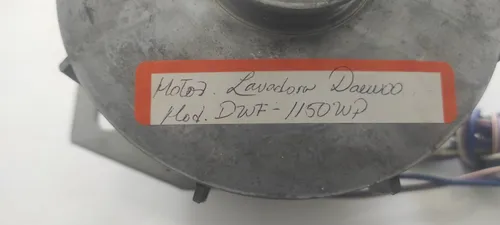 Motor. Lavadora Daewoo.
Mod. DWF-1150WP